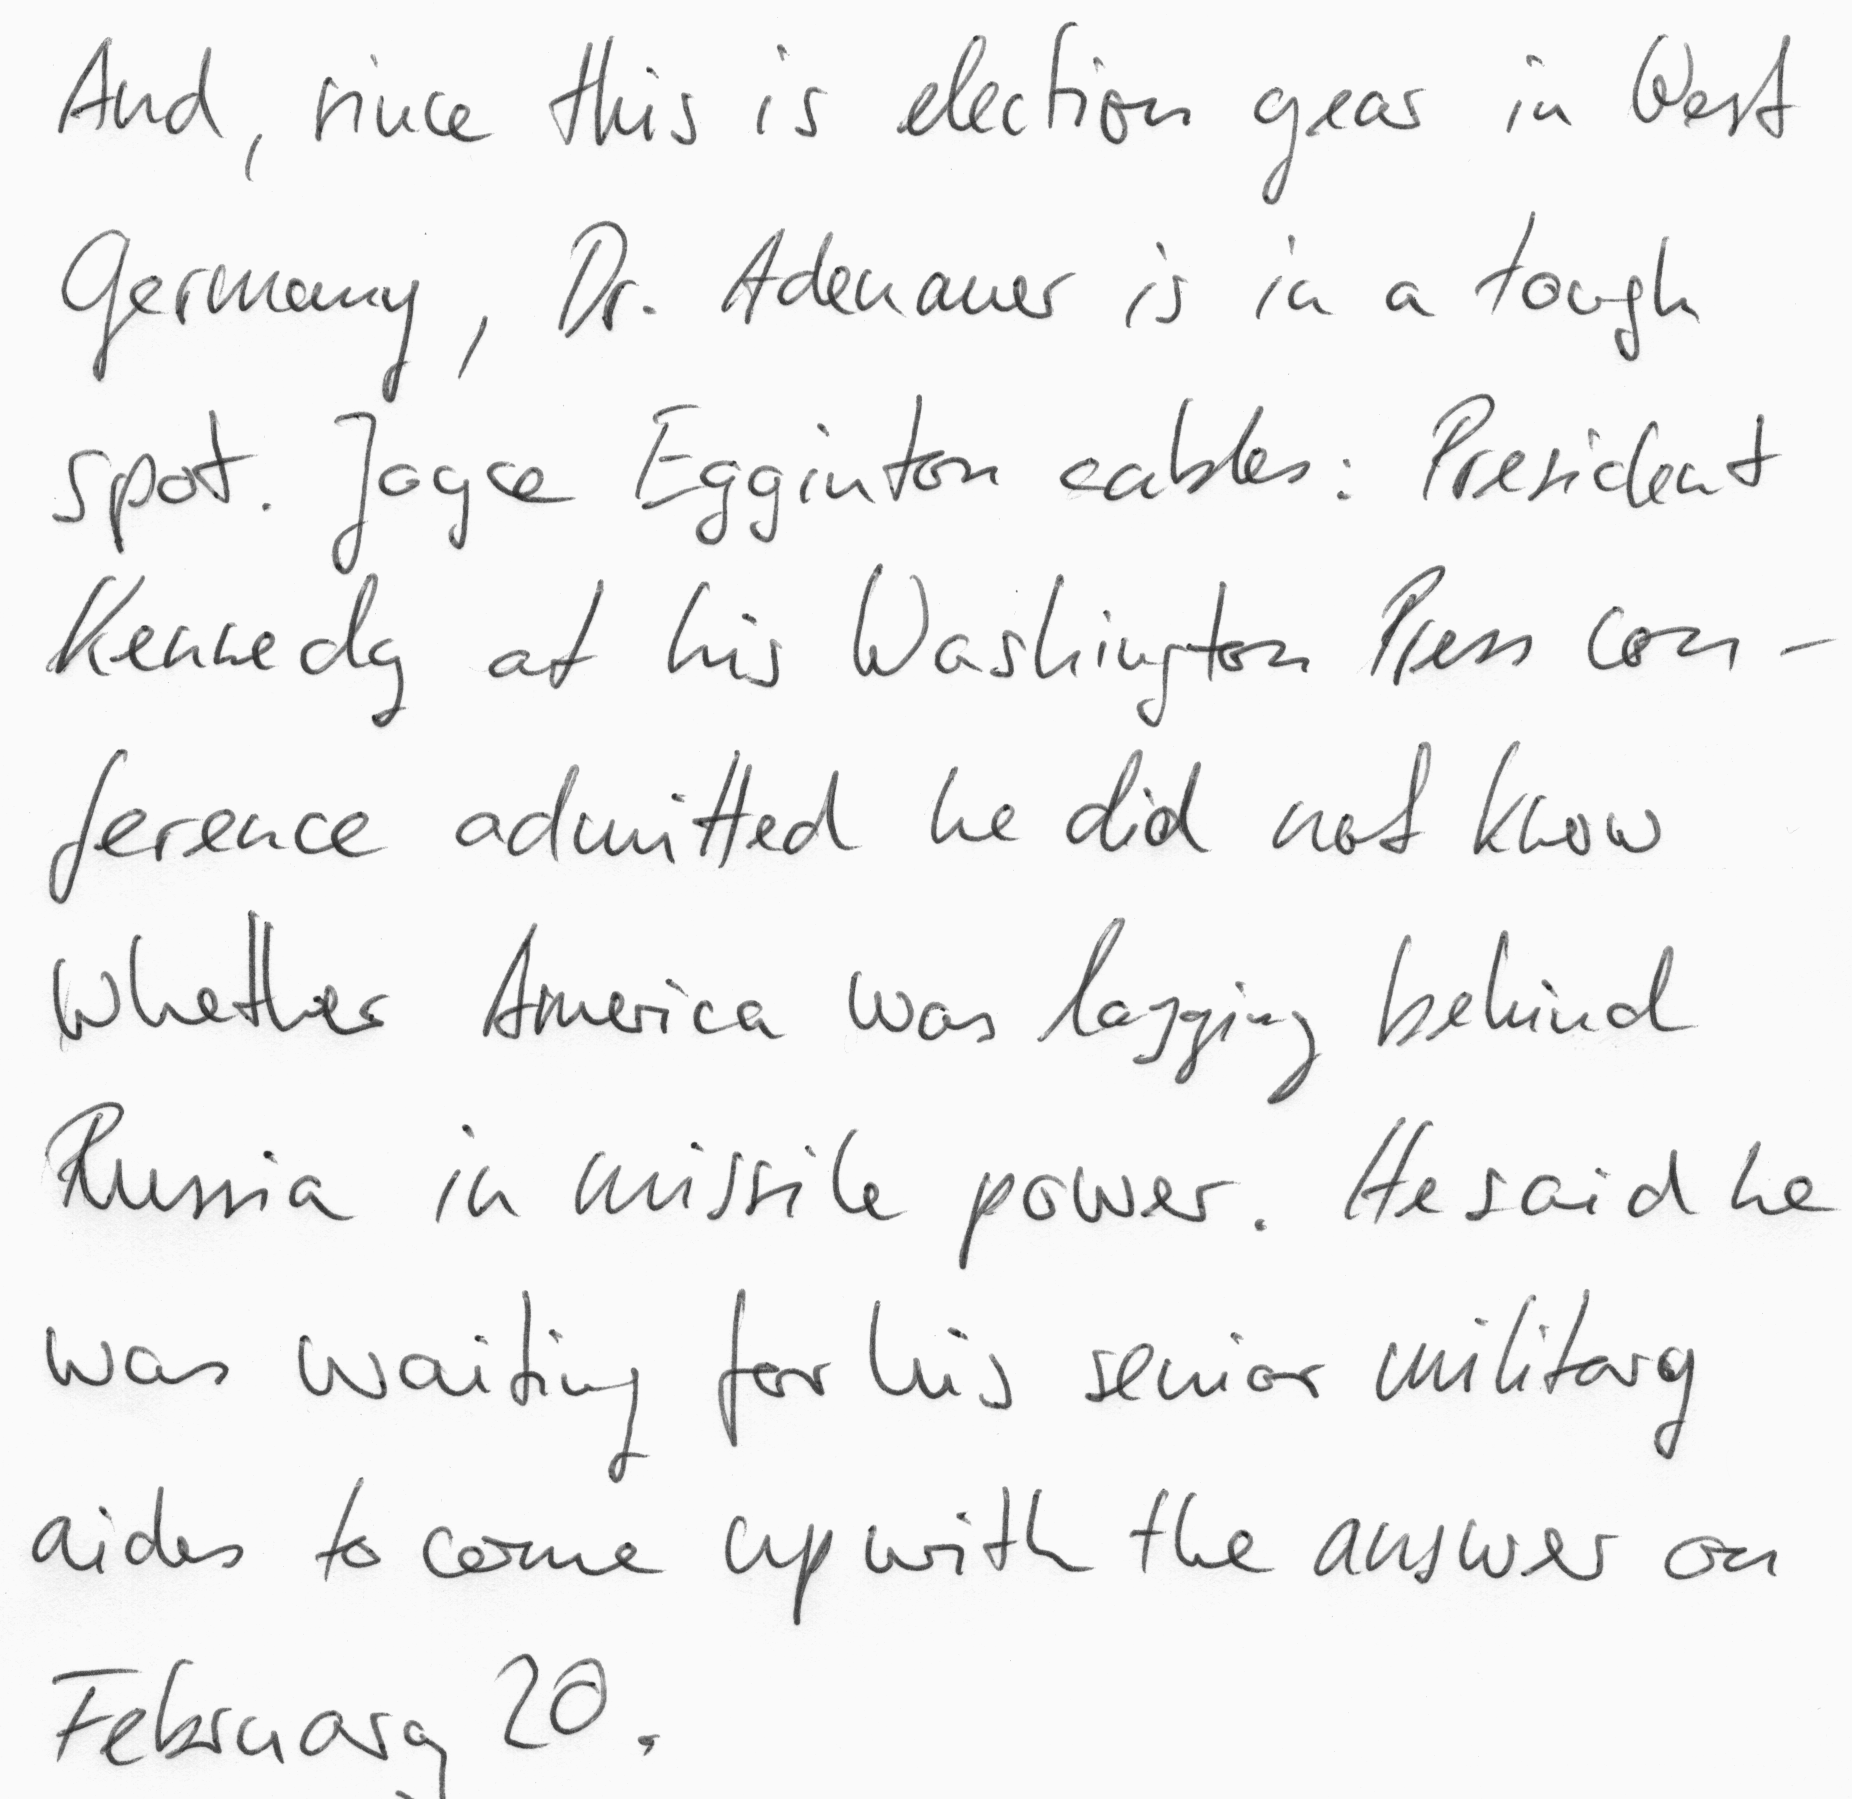 And, since this is election year in West
Germany, Dr. Adenauer is in a tough
spot. Joyce Egginton cables: President
Kennedy at his Washington Press con-
ference admitted he did not know
whether America was lagging behind
Russia in missile power. He said he
was waiting for his senior military
aides to come up with the answer on
February 20.